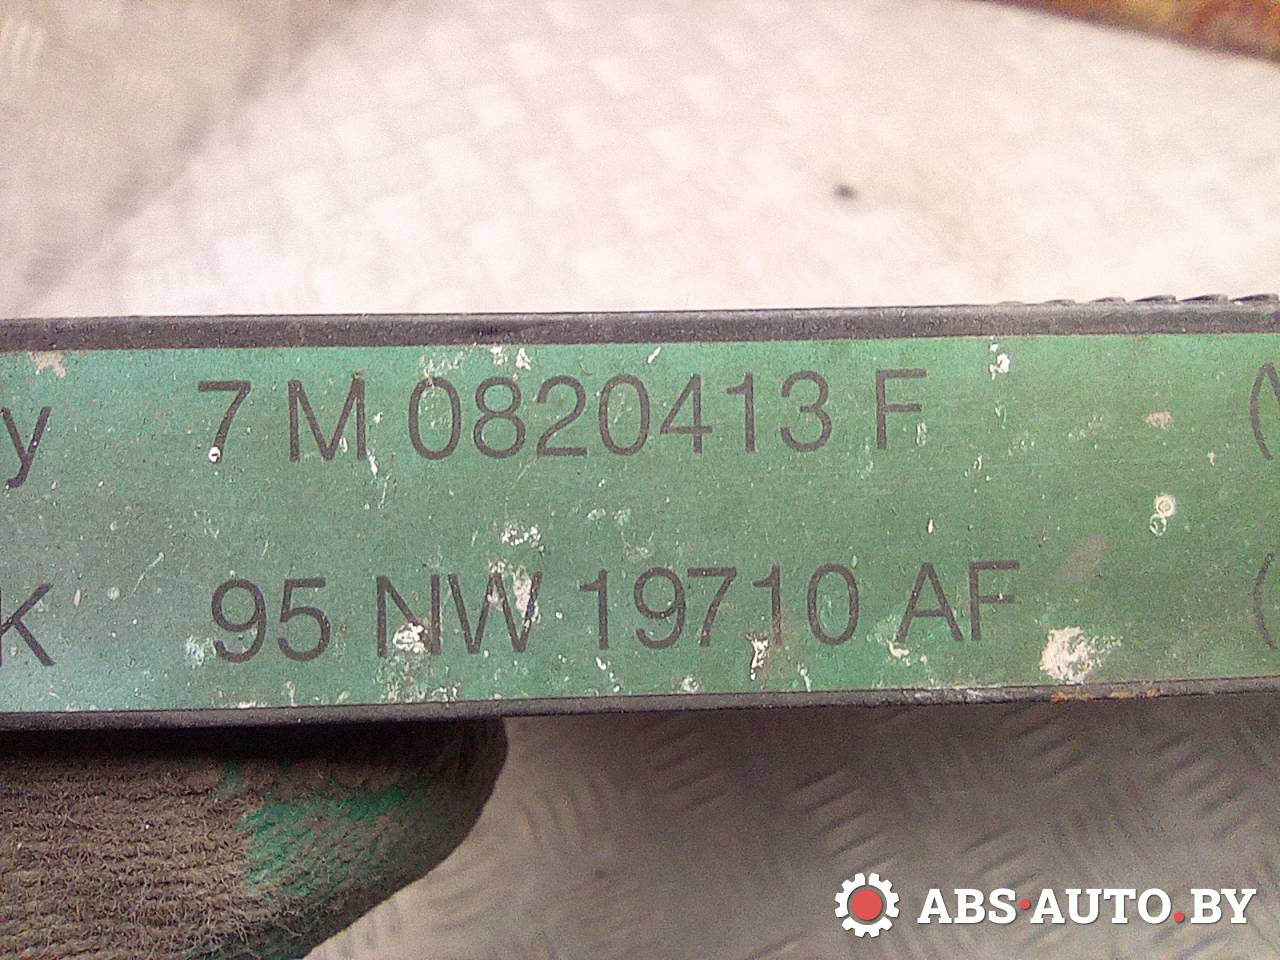 y 7 M 0820413 F (
k 95 NW 19710 AF (
ABS·AUTO.BY